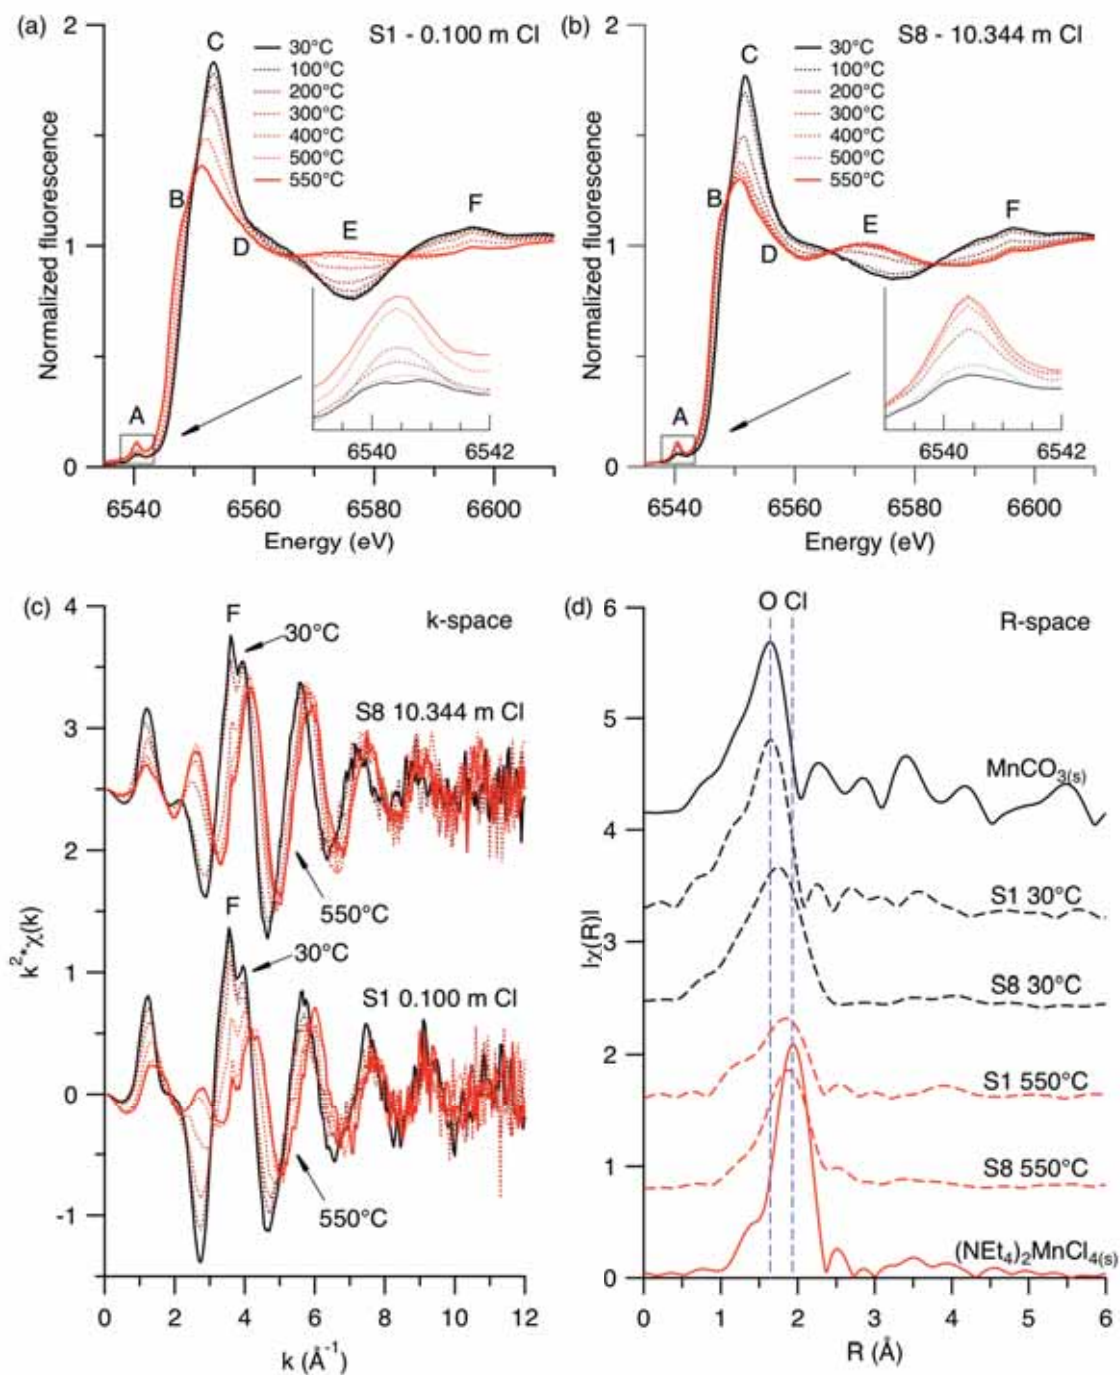 (a)
S1 - 0.100 m Cl
2
1
0
Normalized fluorescence
C
30°C
100°C
200°C
300°C
400°C
500°C
550°C
B
D
E
F
A
6540
6542
6540
6560
6580
6600
Energy (eV)
(b)
S8 - 10.344 m Cl
2
1
0
Normalized fluorescence
C
30°C
100°C
200°C
300°C
400°C
500°C
550°C
B
D
E
F
A
6540
6542
6540
6560
6580
6600
Energy (eV)
(c)
k-space
4
3
2
1
0
-1
k²*χ(k)
F
30°C
S8 10.344 m Cl
550°C
F
30°C
S1 0.100 m Cl
550°C
0
2
4
6
8
10
12
k (Å⁻¹)
(d)
O
Cl
R-space
6
5
4
3
2
1
0
|χ(R)|
MnCO₃₍ₛ₎
S1 30°C
S8 30°C
S1 550°C
S8 550°C
(NEt₄)₂MnCl₄₍ₛ₎
0
1
2
3
4
5
6
R (Å)